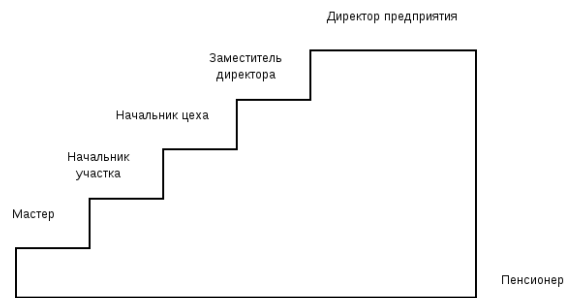 Директор предприятия
Заместитель
директора
Начальник цеха
Начальник
участка
Мастер
Пенсионер